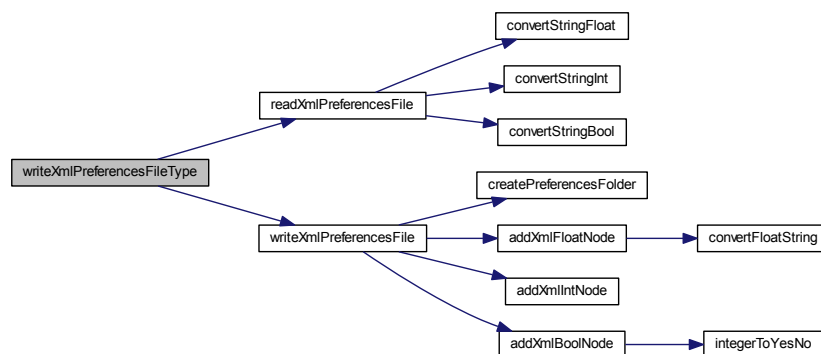 writeXmlPreferencesFileType
readXmlPreferencesFile
convertStringFloat
convertStringInt
convertStringBool
writeXmlPreferencesFile
createPreferencesFolder
addXmlFloatNode
convertFloatString
addXmlIntNode
addXmlBoolNode
integerToYesNo